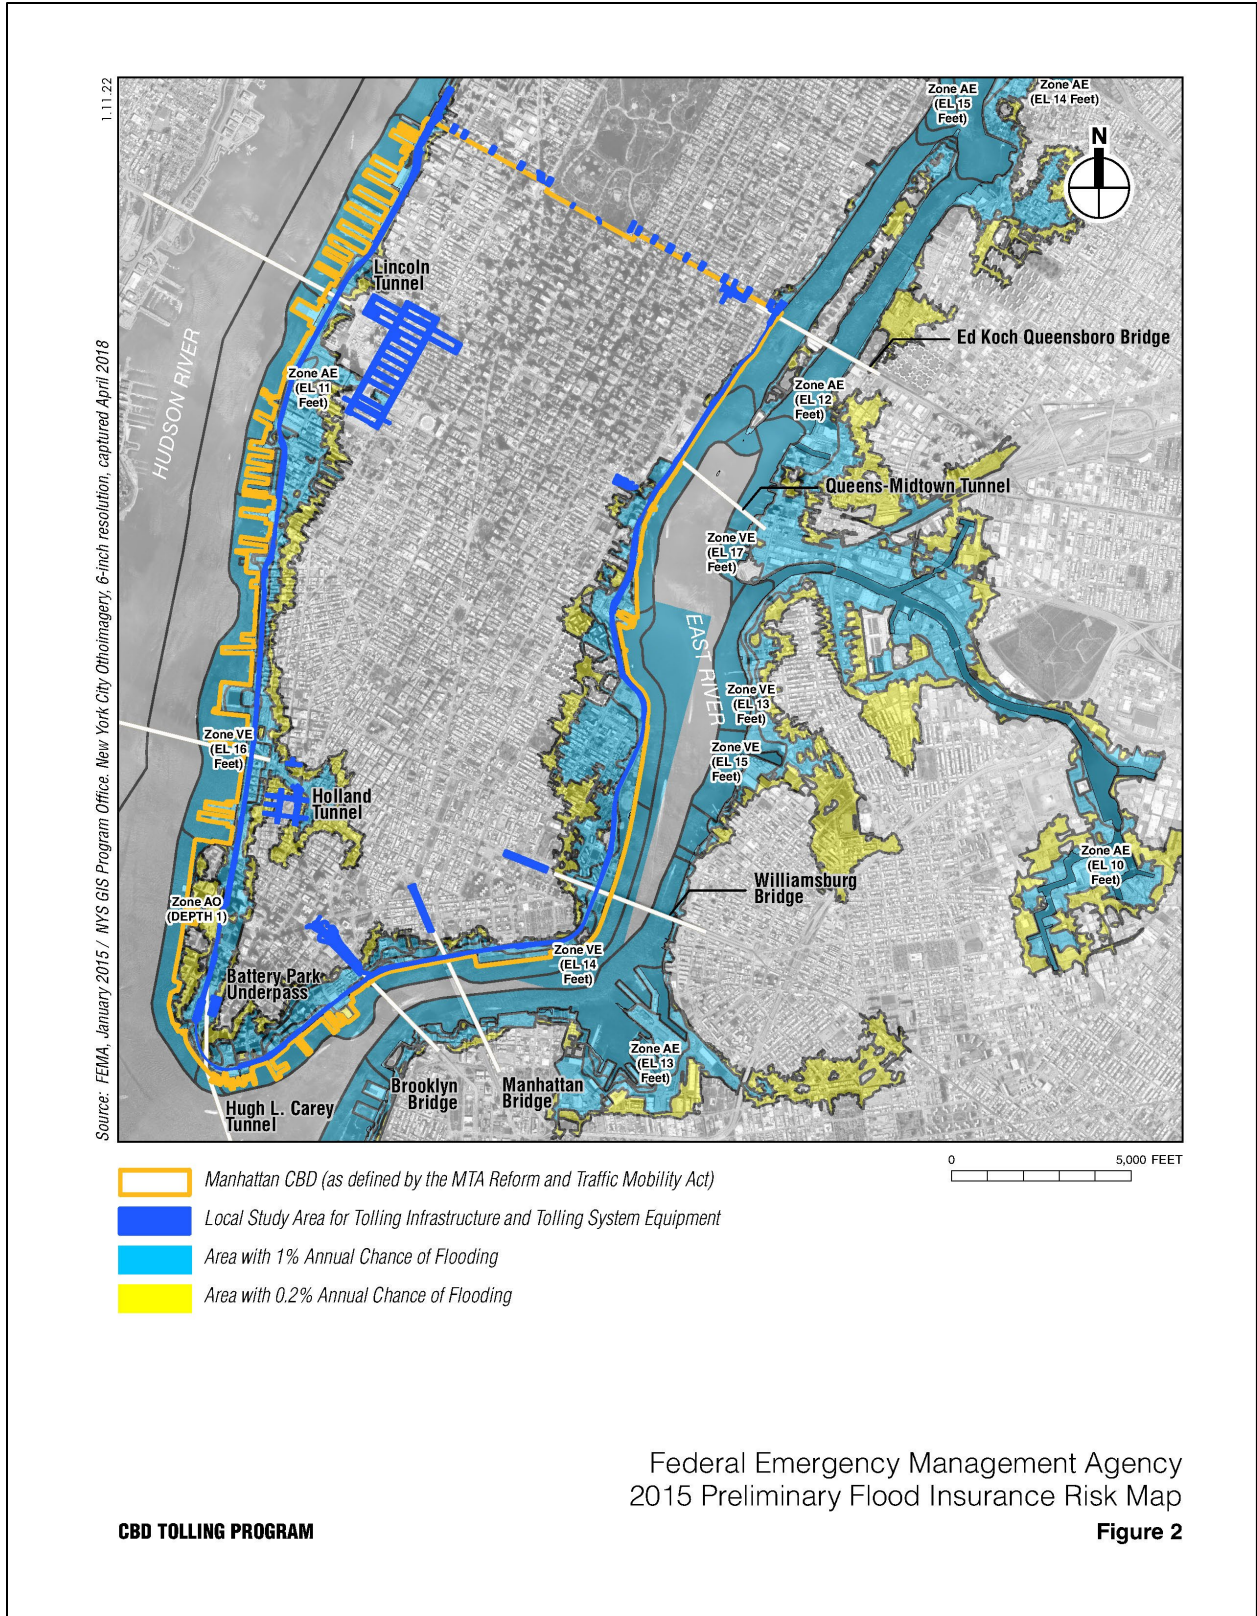 1.11.22
Source: FEMA, January 2015 / NYS GIS Program Office. New York City Othoimagery, 6-inch resolution, captured April 2018
Zone AE
(EL 15
Feet)
Zone AE
(EL 14 Feet)
N
Lincoln
Tunnel
HUDSON RIVER
Ed Koch Queensboro Bridge
Zone AE
(EL 11
Feet)
Zone AE
(EL 12
Feet)
Queens-Midtown Tunnel
Zone VE
(EL 17
Feet)
EAST RIVER
Zone VE
(EL 13
Feet)
Zone VE
(EL 16
Feet)
Zone VE
(EL 15
Feet)
Holland
Tunnel
Zone AE
(EL 10
Feet)
Williamsburg
Bridge
Zone AO
(DEPTH 1)
Zone VE
(EL 14
Feet)
Battery Park
Underpass
Zone AE
(EL 13
Feet)
Brooklyn
Bridge
Manhattan
Bridge
Hugh L. Carey
Tunnel
0 5,000 FEET
Manhattan CBD (as defined by the MTA Reform and Traffic Mobility Act)
Local Study Area for Tolling Infrastructure and Tolling System Equipment
Area with 1% Annual Chance of Flooding
Area with 0.2% Annual Chance of Flooding
Federal Emergency Management Agency
2015 Preliminary Flood Insurance Risk Map
CBD TOLLING PROGRAM
Figure 2